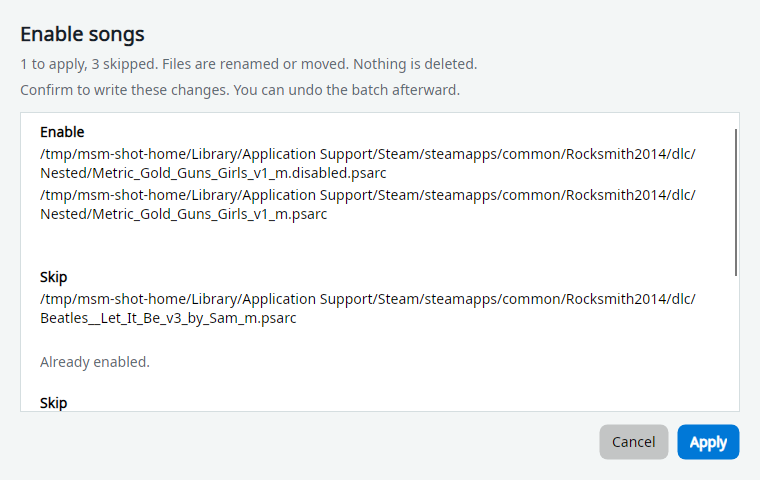 Enable songs
1 to apply, 3 skipped. Files are renamed or moved. Nothing is deleted.
Confirm to write these changes. You can undo the batch afterward.
Enable
/tmp/msm-shot-home/Library/Application Support/Steam/steamapps/common/Rocksmith2014/dlc/
Nested/Metric_Gold_Guns_Girls_v1_m.disabled.psarc
/tmp/msm-shot-home/Library/Application Support/Steam/steamapps/common/Rocksmith2014/dlc/
Nested/Metric_Gold_Guns_Girls_v1_m.psarc
Skip
/tmp/msm-shot-home/Library/Application Support/Steam/steamapps/common/Rocksmith2014/dlc/
Beatles__Let_It_Be_v3_by_Sam_m.psarc
Already enabled.
Skip
Cancel
Apply